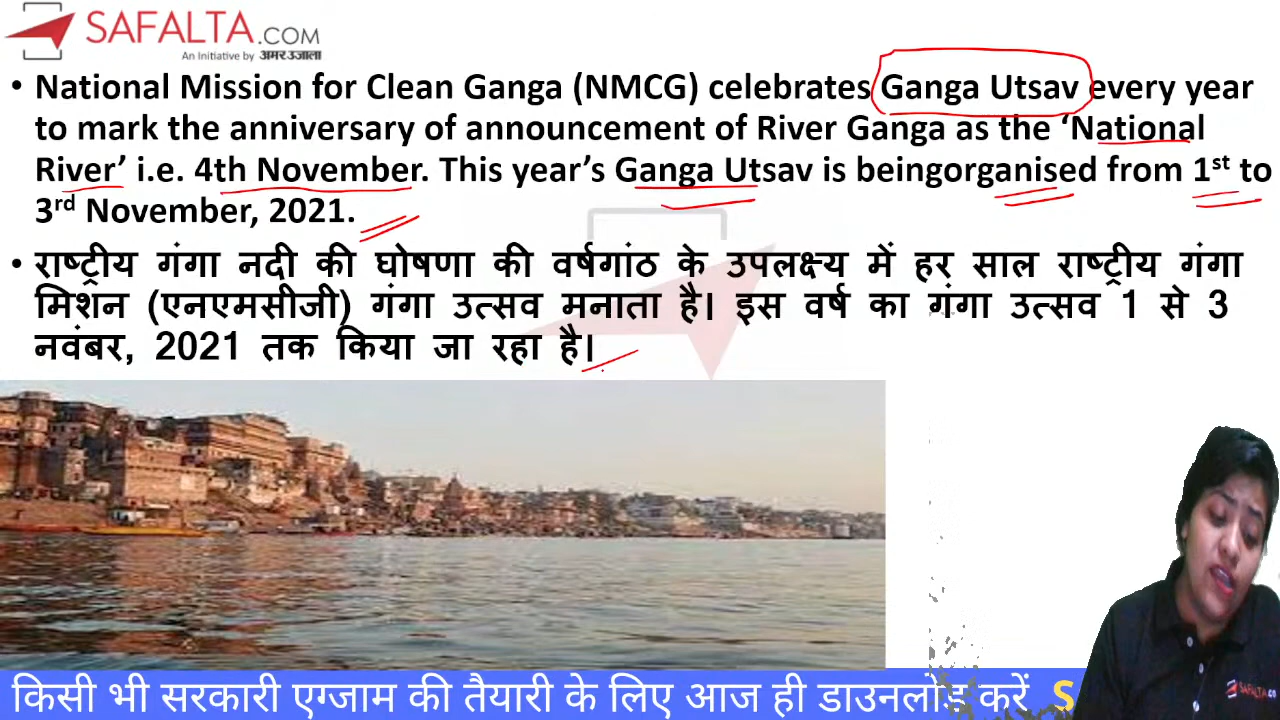 SAFALTA.COM
An Initiative by अमर उजाला
• National Mission for Clean Ganga (NMCG) celebrates Ganga Utsav every year
to mark the anniversary of announcement of River Ganga as the ‘National
River’ i.e. 4th November. This year’s Ganga Utsav is beingorganised from 1st to
3rd November, 2021.
• राष्ट्रीय गंगा नदी की घोषणा की वर्षगांठ के उपलक्ष्य में हर साल राष्ट्रीय गंगा
मिशन (एनएमसीजी) गंगा उत्सव मनाता है। इस वर्ष का गंगा उत्सव 1 से 3
नवंबर, 2021 तक किया जा रहा है।
SAFALTA.CO
किसी भी सरकारी एग्जाम की तैयारी के लिए आज ही डाउनलोड करें S